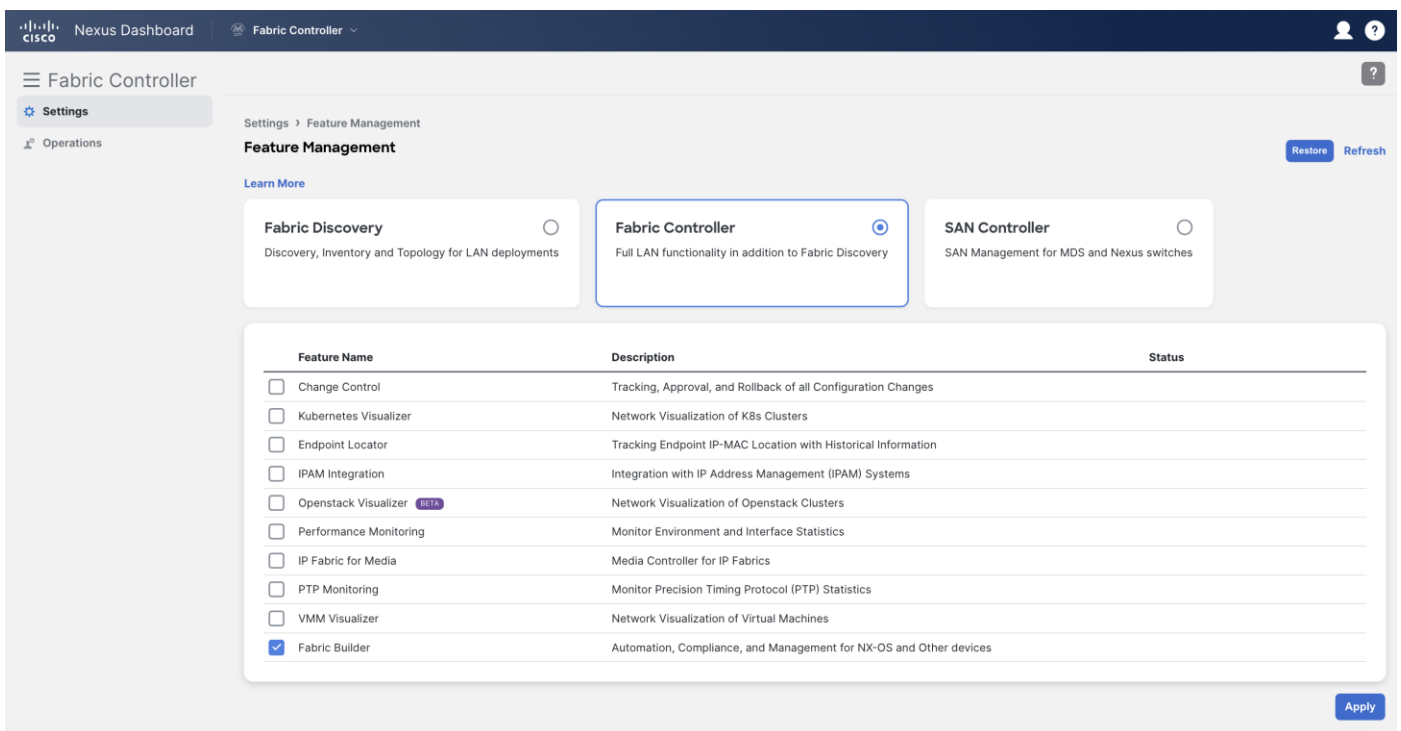 CISCO Nexus Dashboard Fabric Controller ?
Fabric Controller ?
Settings
Operations
Settings > Feature Management
Feature Management Restore Refresh
Learn More
Fabric Discovery
Discovery, Inventory and Topology for LAN deployments
Fabric Controller
Full LAN functionality in addition to Fabric Discovery
SAN Controller
SAN Management for MDS and Nexus switches
Feature Name Description Status
Change Control Tracking, Approval, and Rollback of all Configuration Changes
Kubernetes Visualizer Network Visualization of K8s Clusters
Endpoint Locator Tracking Endpoint IP-MAC Location with Historical Information
IPAM Integration Integration with IP Address Management (IPAM) Systems
Openstack Visualizer BETA Network Visualization of Openstack Clusters
Performance Monitoring Monitor Environment and Interface Statistics
IP Fabric for Media Media Controller for IP Fabrics
PTP Monitoring Monitor Precision Timing Protocol (PTP) Statistics
VMM Visualizer Network Visualization of Virtual Machines
Fabric Builder Automation, Compliance, and Management for NX-OS and Other devices
Apply